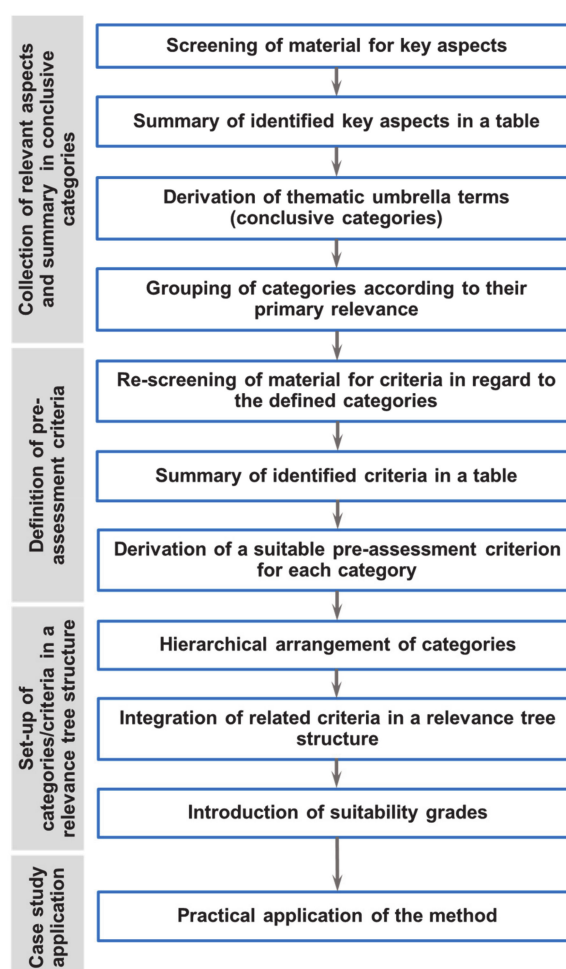 Collection of relevant aspects
and summary in conclusive
categories
Screening of material for key aspects
Summary of identified key aspects in a table
Derivation of thematic umbrella terms
(conclusive categories)
Grouping of categories according to their
primary relevance
Definition of pre-
assessment criteria
Re-screening of material for criteria in regard to
the defined categories
Summary of identified criteria in a table
Derivation of a suitable pre-assessment criterion
for each category
Set-up of
categories/criteria in a
relevance tree structure
Hierarchical arrangement of categories
Integration of related criteria in a relevance tree
structure
Introduction of suitability grades
Case study
application
Practical application of the method